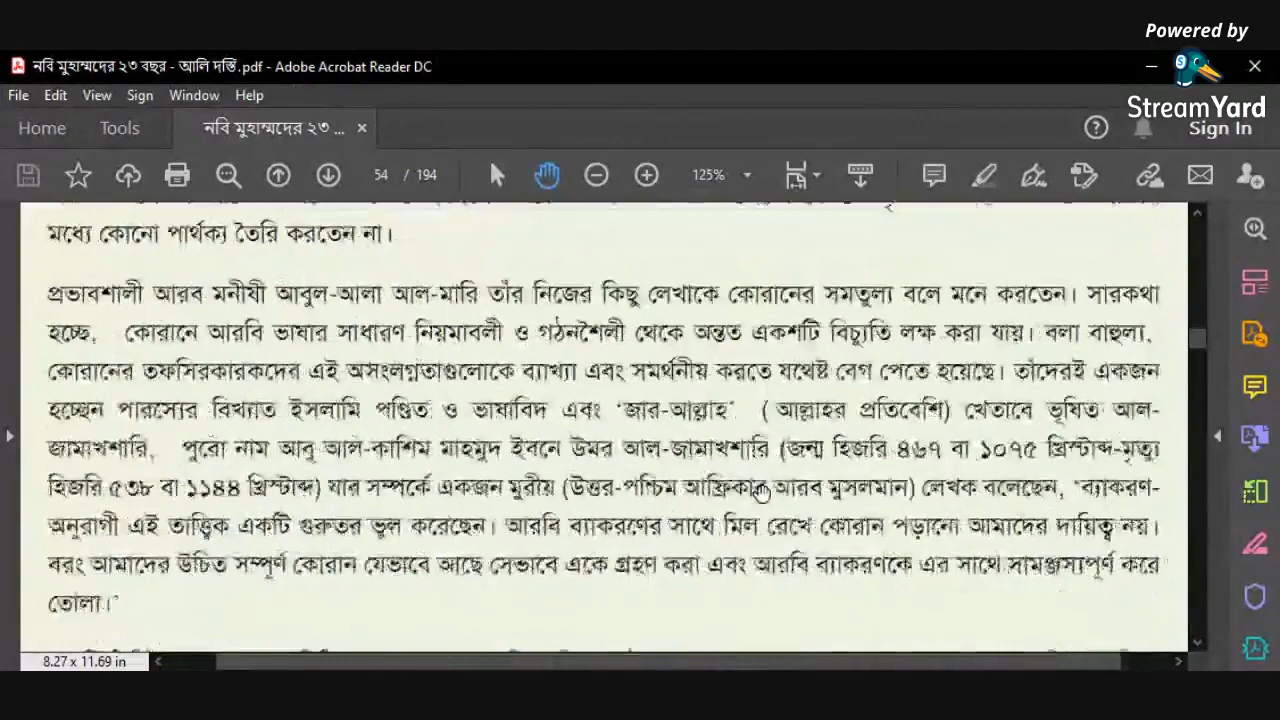 Powered by
StreamYard
নবি মুহাম্মদের ২৩ বছর - আলি দস্তি.pdf - Adobe Acrobat Reader DC
File Edit View Sign Window Help
Home Tools নবি মুহাম্মদের ২৩ ... × Sign In
54 / 194 125%
মধ্যে কোনো পার্থক্য তৈরি করতেন না।
প্রভাবশালী আরব মনীষী আবুল-আলা আল-মারি তাঁর নিজের কিছু লেখাকে কোরানের সমতুল্য বলে মনে করতেন। সারকথা
হচ্ছে, কোরানে আরবি ভাষার সাধারণ নিয়মাবলী ও গঠনশৈলী থেকে অন্তত একশটি বিচ্যুতি লক্ষ করা যায়। বলা বাহুল্য,
কোরানের তফসিরকারকদের এই অসংলগ্নতাগুলোকে ব্যাখ্যা এবং সমর্থনীয় করতে যথেষ্ট বেগ পেতে হয়েছে। তাঁদেরই একজন
হচ্ছেন পারস্যের বিখ্যাত ইসলামি পণ্ডিত ও ভাষাবিদ এবং 'জার-আল্লাহ' (আল্লাহর প্রতিবেশি) খেতাবে ভূষিত আল-
জামাখশারি, পুরো নাম আবু আল-কাশিম মাহমুদ ইবনে উমর আল-জামাখশারি (জন্ম হিজরি ৪৬৭ বা ১০৭৫ খ্রিস্টাব্দ-মৃত্যু
হিজরি ৫৩৮ বা ১১৪৪ খ্রিস্টাব্দ) যার সম্পর্কে একজন মুরীয় (উত্তর-পশ্চিম আফ্রিকার আরব মুসলমান) লেখক বলেছেন, "ব্যাকরণ-
অনুরাগী এই তাত্ত্বিক একটি গুরুতর ভুল করেছেন। আরবি ব্যাকরণের সাথে মিল রেখে কোরান পড়ানো আমাদের দায়িত্ব নয়।
বরং আমাদের উচিত সম্পূর্ণ কোরান যেভাবে আছে সেভাবে একে গ্রহণ করা এবং আরবি ব্যাকরণকে এর সাথে সামঞ্জস্যপূর্ণ করে
তোলা।"
8.27 x 11.69 in